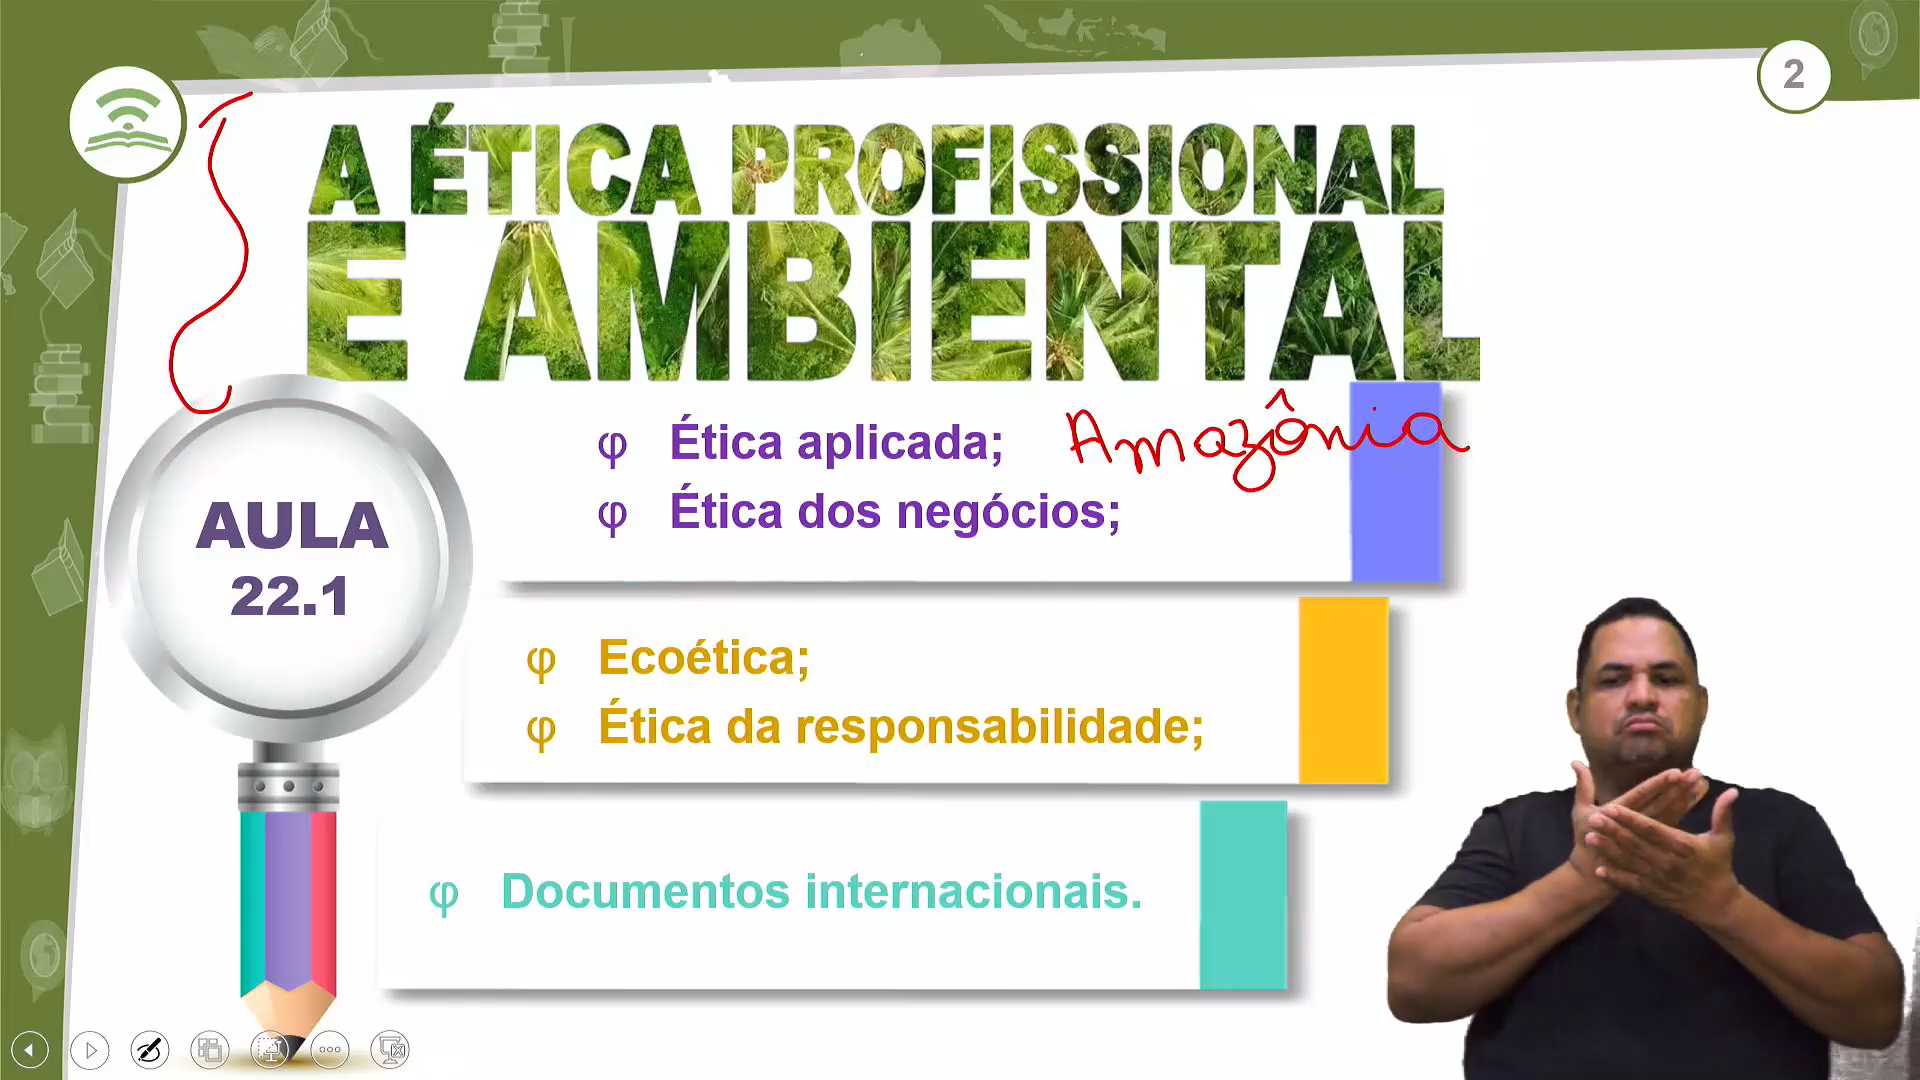 2
A ÉTICA PROFISSIONAL
E AMBIENTAL
φ Ética aplicada; Amazônia
φ Ética dos negócios;
AULA
22.1
φ Ecoética;
φ Ética da responsabilidade;
φ Documentos internacionais.